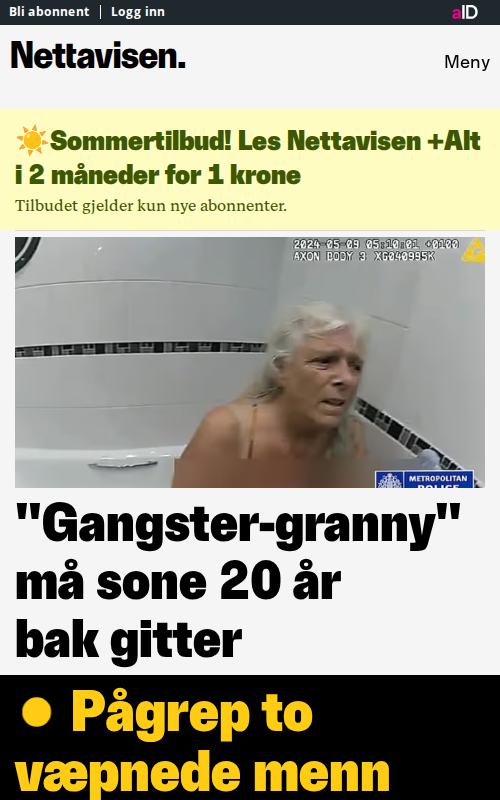 Bli abonnent
Logg inn
aID
Nettavisen.
Meny
☀️Sommertilbud! Les Nettavisen +Alt
i 2 måneder for 1 krone
Tilbudet gjelder kun nye abonnenter.
2024-05-09 05:10:01 +0100
AXON BODY 3 X6040995K
METROPOLITAN
POLICE
"Gangster-granny"
må sone 20 år
bak gitter
Pågrep to
væpnede menn